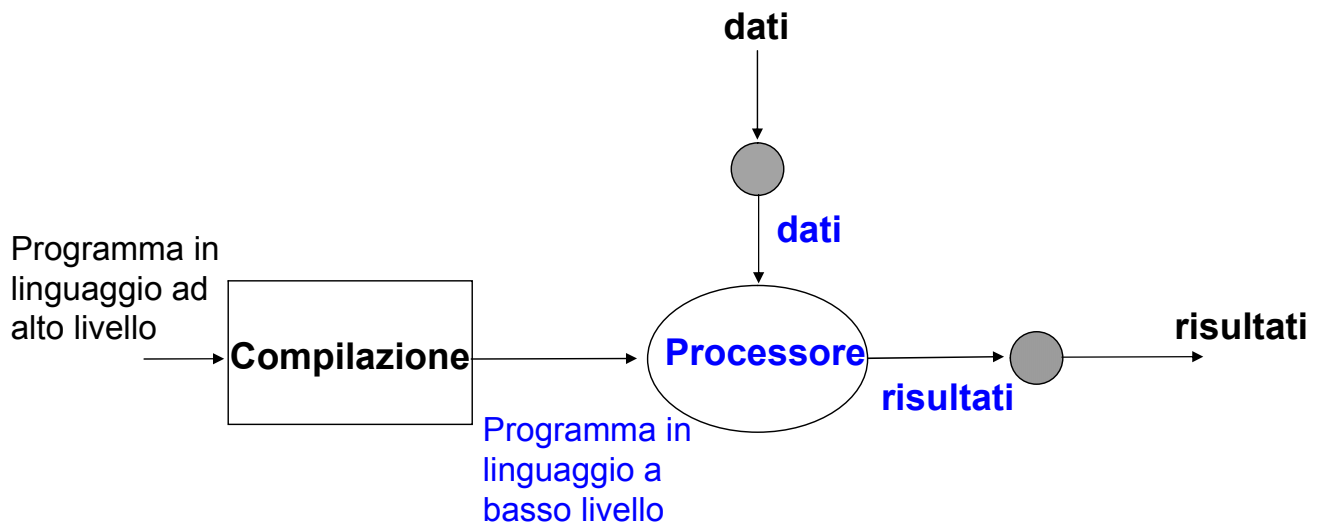 dati
dati
Programma in
linguaggio ad
alto livello
Compilazione
Processore
risultati
risultati
Programma in
linguaggio a
basso livello